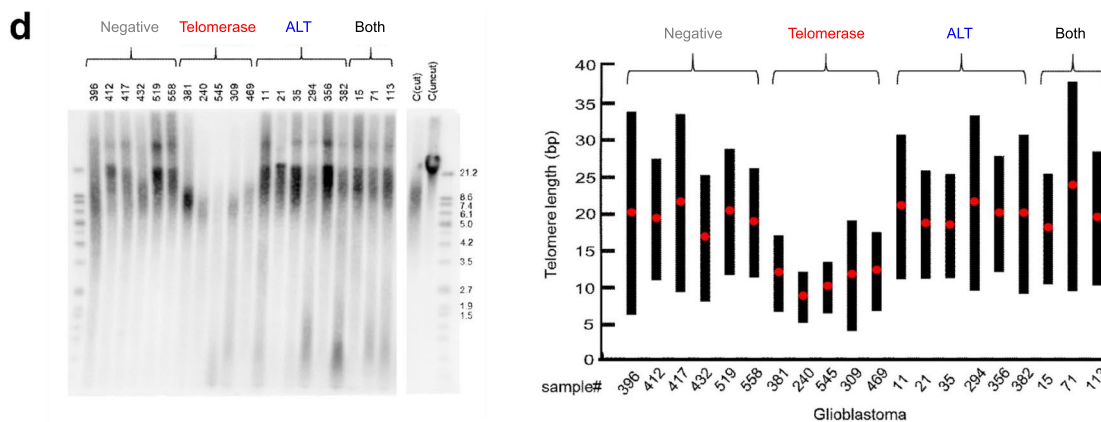 d
Negative Telomerase ALT Both
396 412 417 432 519 558 381 240 545 309 469 11 21 35 294 356 382 15 71 113 C(cut) C(uncut)
21.2
8.6
7.4
6.1
5.0
4.2
3.5
2.7
1.9
1.5
Negative Telomerase ALT Both
Telomere length (bp)
40
35
30
25
20
15
10
5
0
sample# 396 412 417 432 519 558 381 240 545 309 469 11 21 35 294 356 382 15 71 113
Glioblastoma